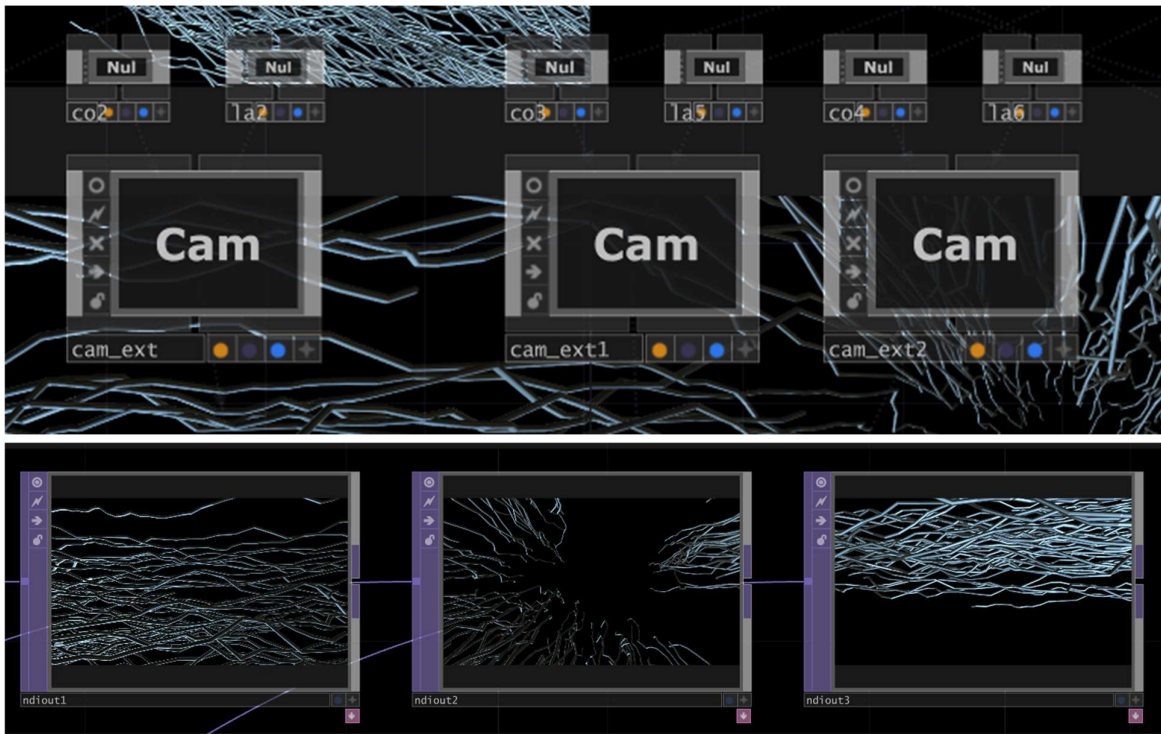 Nul Nul Nul Nul Nul Nul
co2 la2 co3 la5 co4 la6
Cam Cam Cam
cam_ext cam_ext1 cam_ext2
ndiout1 ndiout2 ndiout3